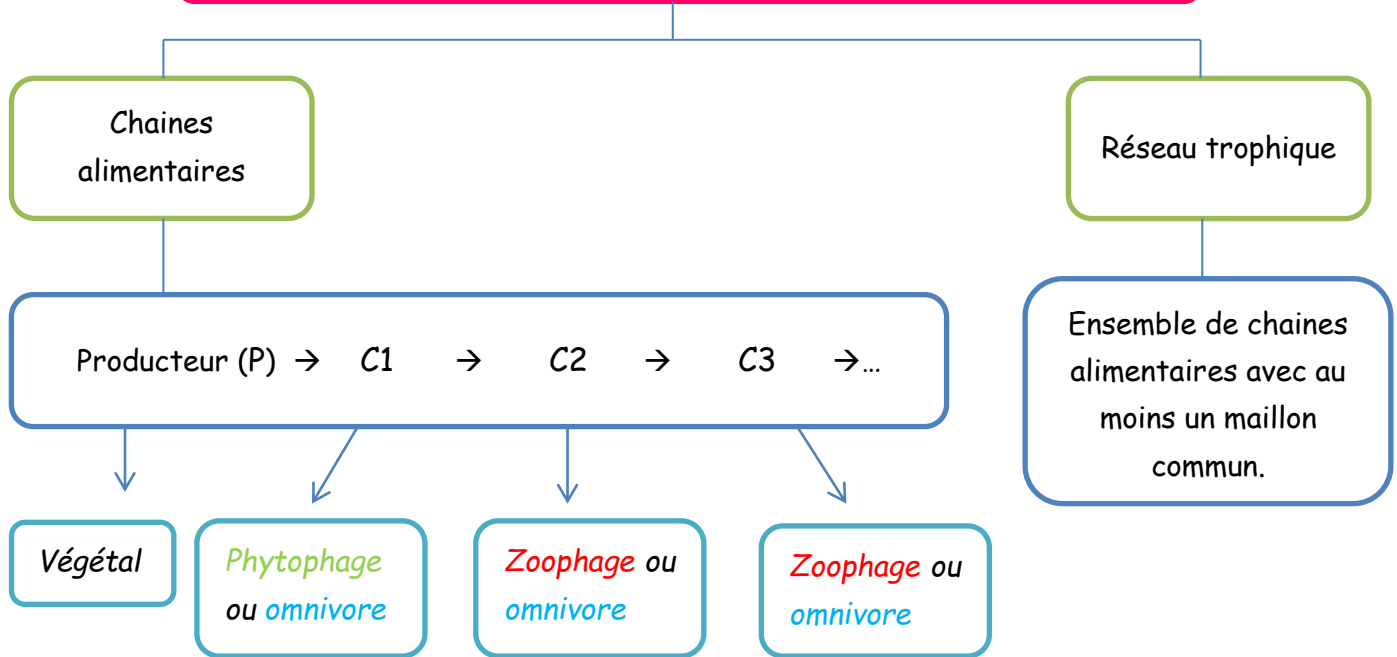 Chaines
alimentaires
Réseau trophique
Producteur (P) → C1 → C2 → C3 →…
Ensemble de chaines
alimentaires avec au
moins un maillon
commun.
Végétal
Phytophage
ou omnivore
Zoophage ou
omnivore
Zoophage ou
omnivore